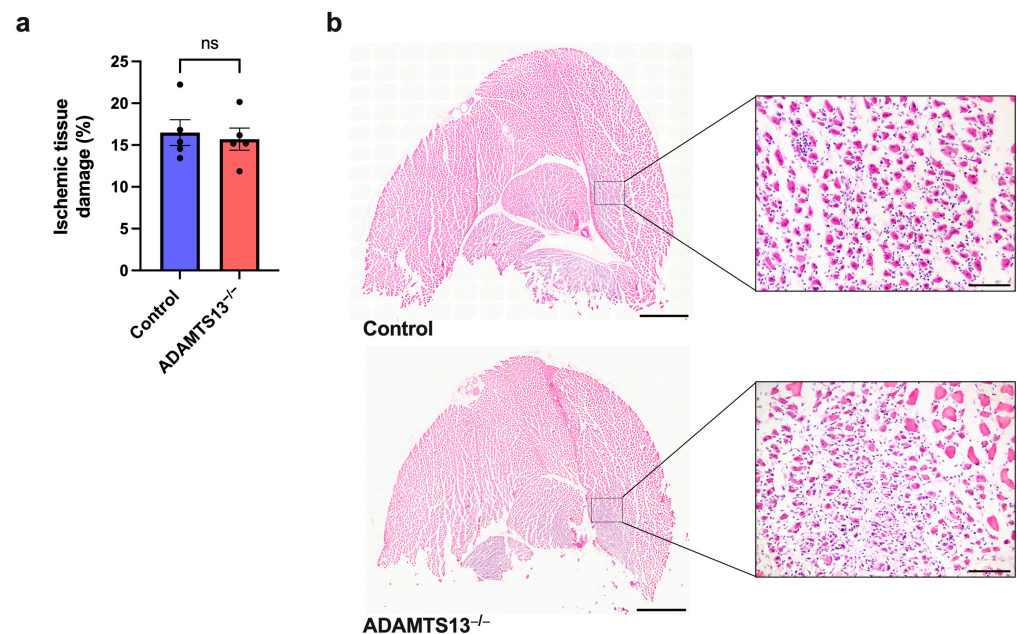 a
b
ns
25
20
15
10
5
0
Ischemic tissue
damage (%)
Control
ADAMTS13⁻/⁻
Control
ADAMTS13⁻/⁻